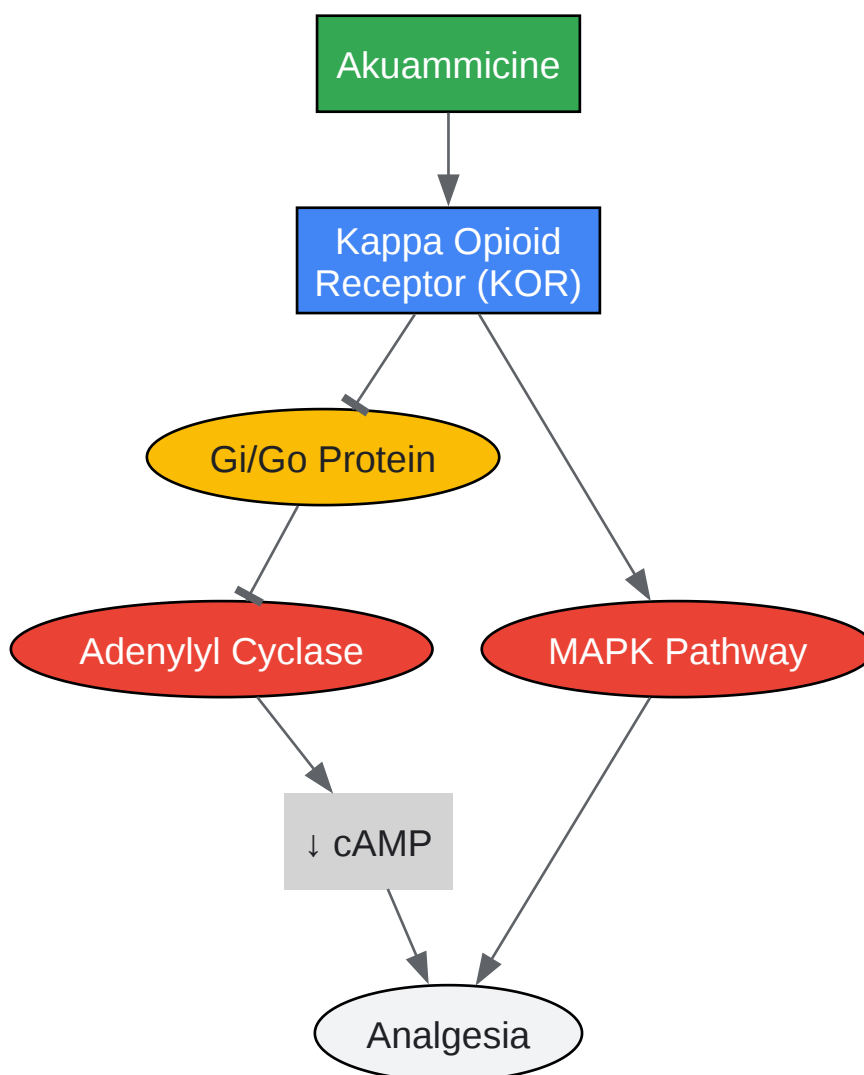 Akuammicine
Kappa Opioid
Receptor (KOR)
Gi/Go Protein
Adenylyl Cyclase
MAPK Pathway
↓ cAMP
Analgesia